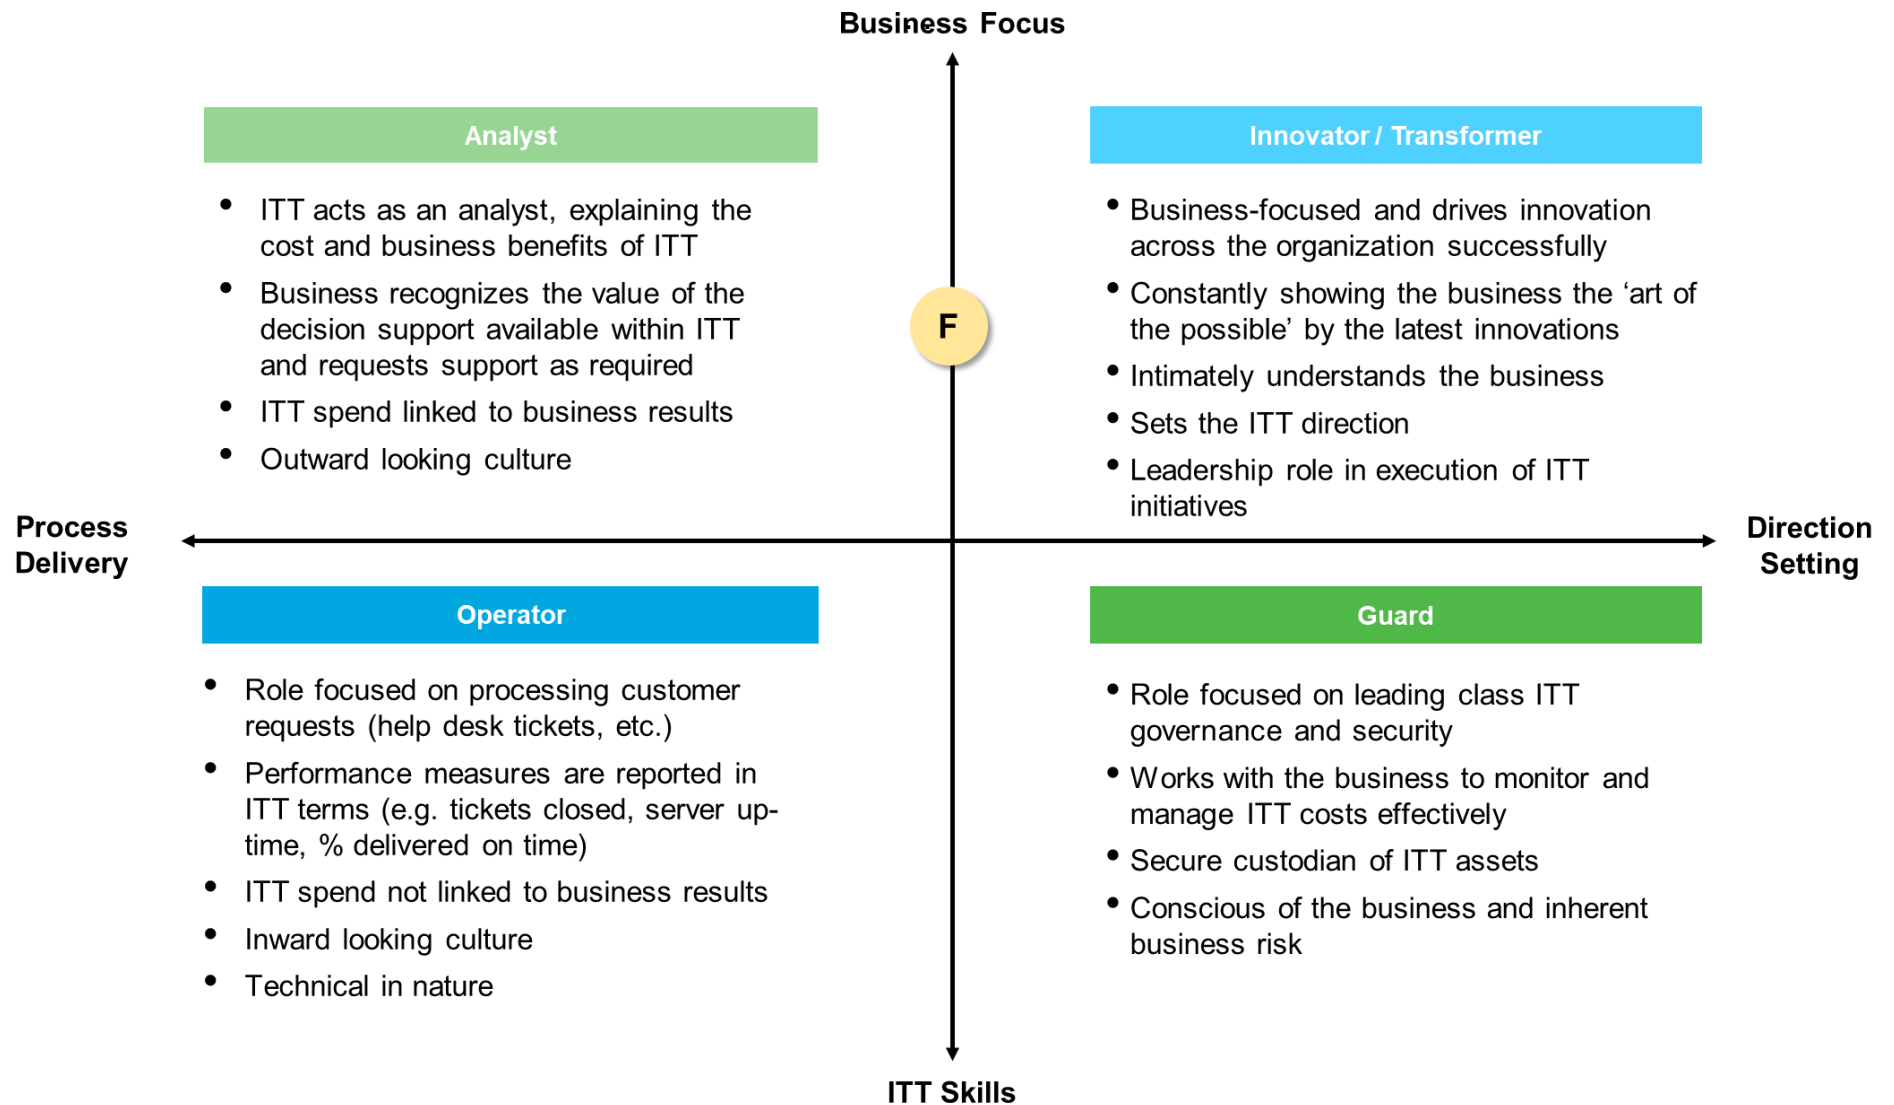 Business Focus
Analyst
• ITT acts as an analyst, explaining the
cost and business benefits of ITT
• Business recognizes the value of the
decision support available within ITT
and requests support as required
• ITT spend linked to business results
• Outward looking culture
Innovator / Transformer
• Business-focused and drives innovation
across the organization successfully
• Constantly showing the business the ‘art of
the possible’ by the latest innovations
• Intimately understands the business
• Sets the ITT direction
• Leadership role in execution of ITT
initiatives
F
Process
Delivery
Direction
Setting
Operator
• Role focused on processing customer
requests (help desk tickets, etc.)
• Performance measures are reported in
ITT terms (e.g. tickets closed, server up-
time, % delivered on time)
• ITT spend not linked to business results
• Inward looking culture
• Technical in nature
Guard
• Role focused on leading class ITT
governance and security
• Works with the business to monitor and
manage ITT costs effectively
• Secure custodian of ITT assets
• Conscious of the business and inherent
business risk
ITT Skills